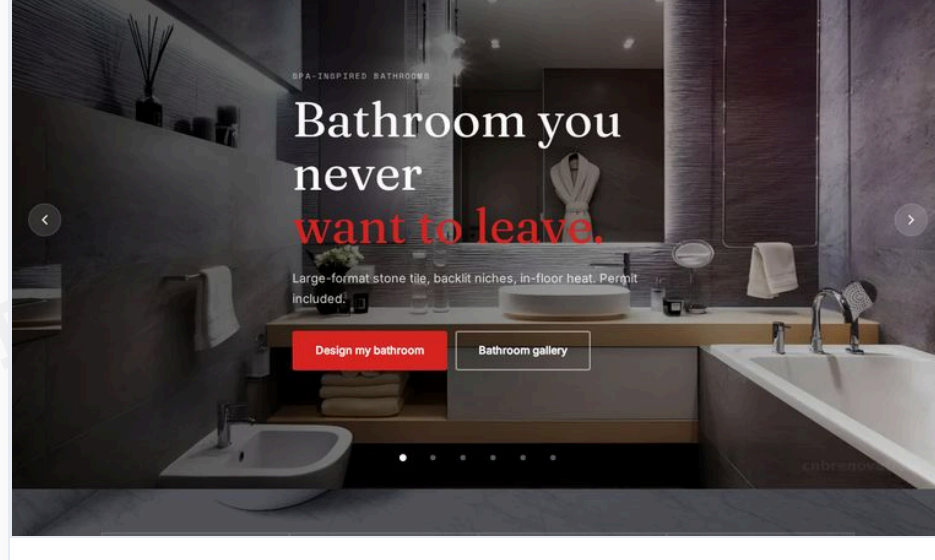 SPA-INSPIRED BATHROOMS
Bathroom you
never
want to leave.
Large-format stone tile, backlit niches, in-floor heat. Permit
included.
Design my bathroom
Bathroom gallery